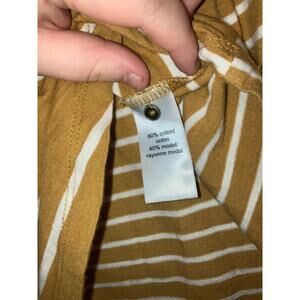 60% cotton/
coton
40% modal/
rayonne modal